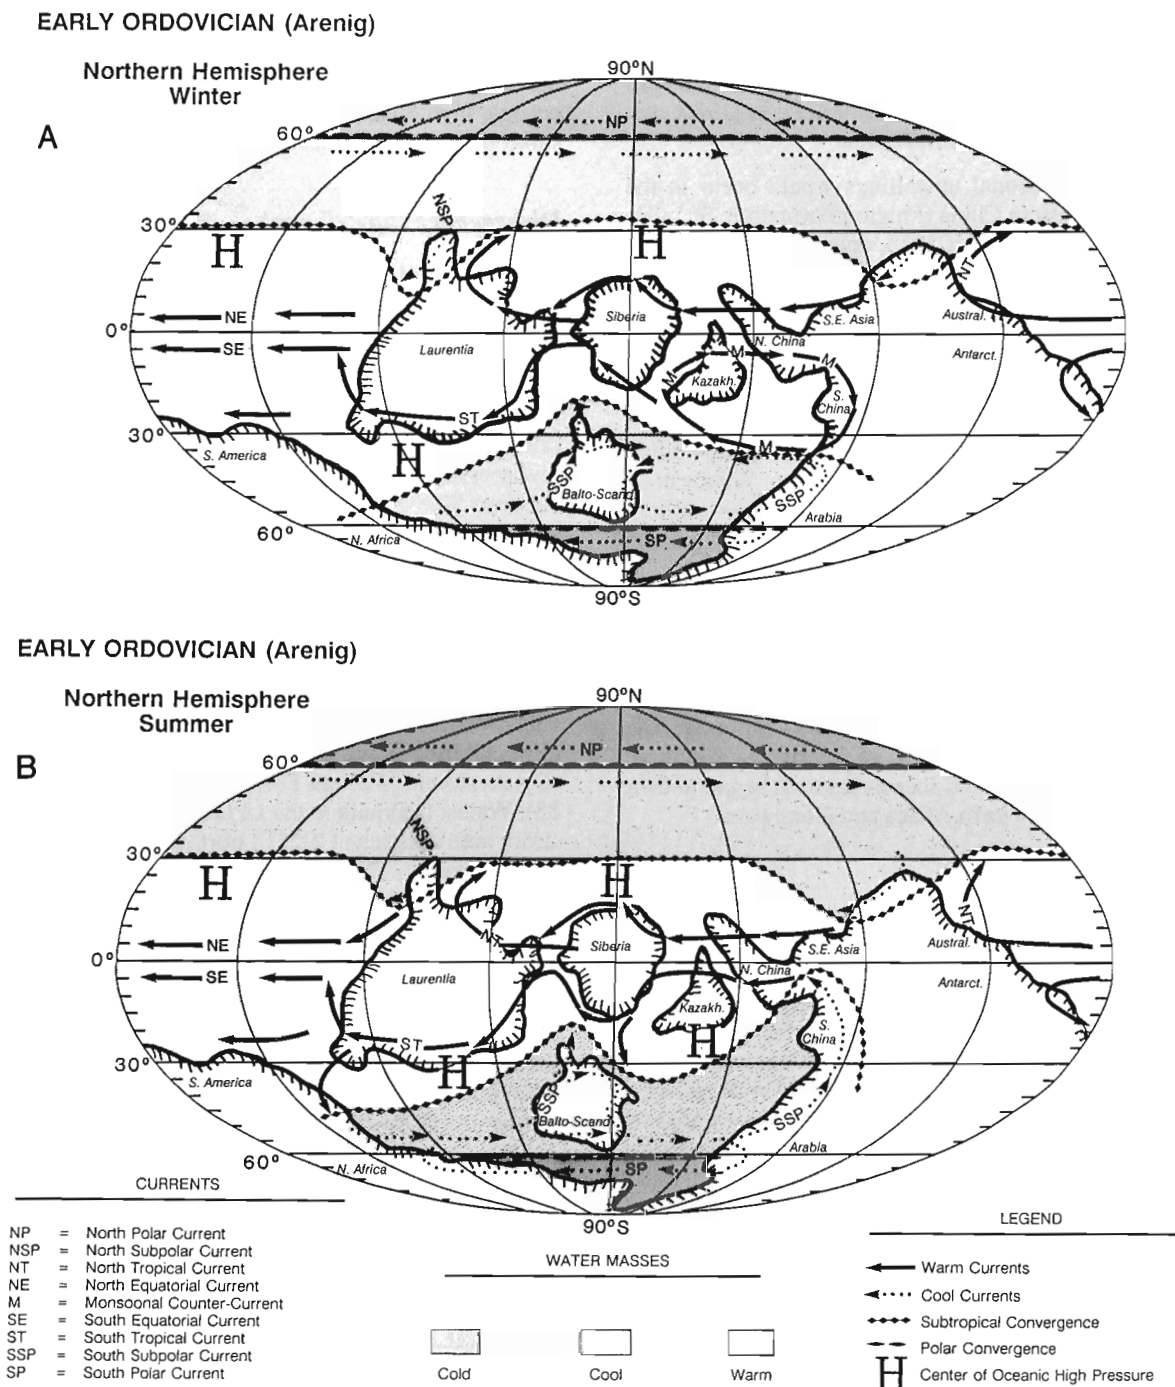 EARLY ORDOVICIAN (Arenig)
Northern Hemisphere
Winter
A
90°N
60°
NP
NSP
30°
H
H
NT
NE
Siberia
S.E. Asia
Austral.
0°
SE
Laurentia
M
N. China
M
Antarct.
M
Kazakh.
S.
China
ST
30°
S. America
H
M
SSP
Balto-Scand
SSP
Arabia
60°
N. Africa
SP
90°S
EARLY ORDOVICIAN (Arenig)
Northern Hemisphere
Summer
B
90°N
NP
60°
NSP
30°
H
H
NT
NT
NE
Siberia
S.E. Asia
Austral.
0°
SE
Laurentia
N. China
Antarct.
Kazakh.
S.
China
ST
H
30°
H
S. America
SSP
Balto-Scand
SSP
Arabia
60°
N. Africa
SP
90°S
CURRENTS
NP = North Polar Current
NSP = North Subpolar Current
NT = North Tropical Current
NE = North Equatorial Current
M = Monsoonal Counter-Current
SE = South Equatorial Current
ST = South Tropical Current
SSP = South Subpolar Current
SP = South Polar Current
WATER MASSES
Cold
Cool
Warm
LEGEND
Warm Currents
Cool Currents
Subtropical Convergence
Polar Convergence
H Center of Oceanic High Pressure